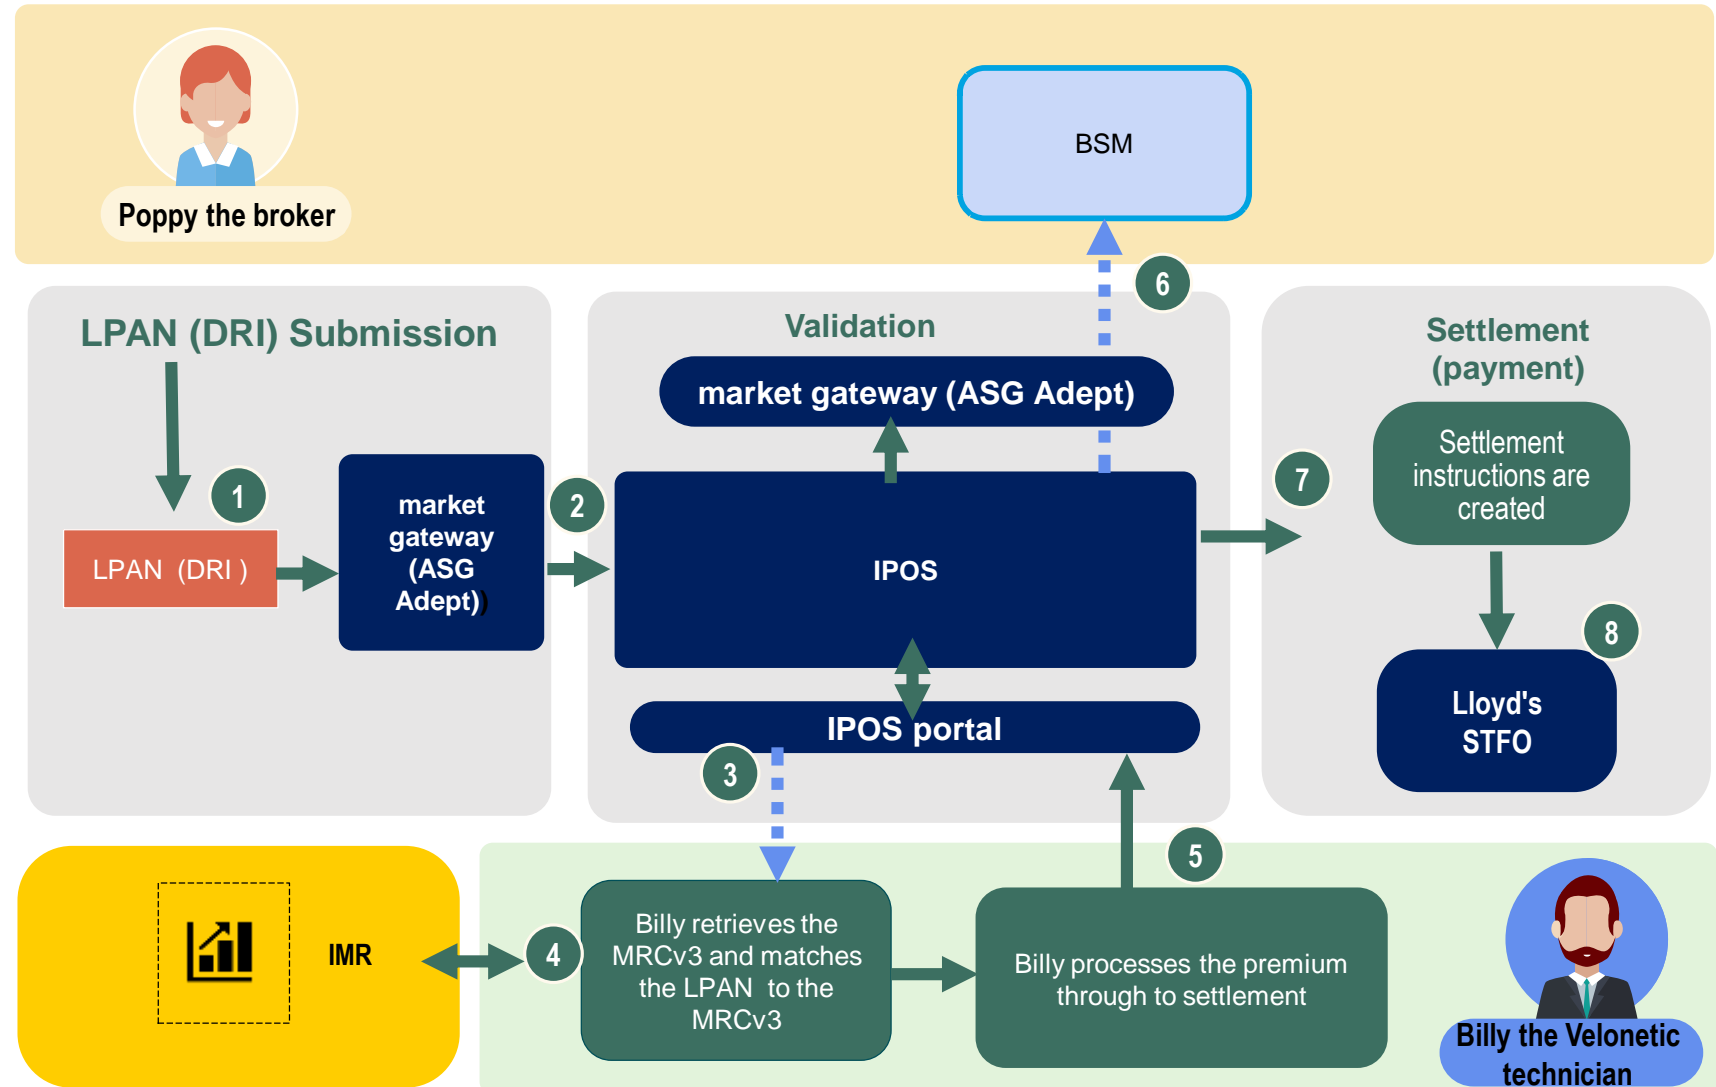 Poppy the broker
BSM
6
LPAN (DRI) Submission
1
LPAN (DRI )
market
gateway
(ASG
Adept))
2
Validation
market gateway (ASG Adept)
IPOS
IPOS portal
3
7
Settlement
(payment)
Settlement
instructions are
created
8
Lloyd's
STFO
IMR
4
Billy retrieves the
MRCv3 and matches
the LPAN to the
MRCv3
5
Billy processes the premium
through to settlement
Billy the Velonetic
technician